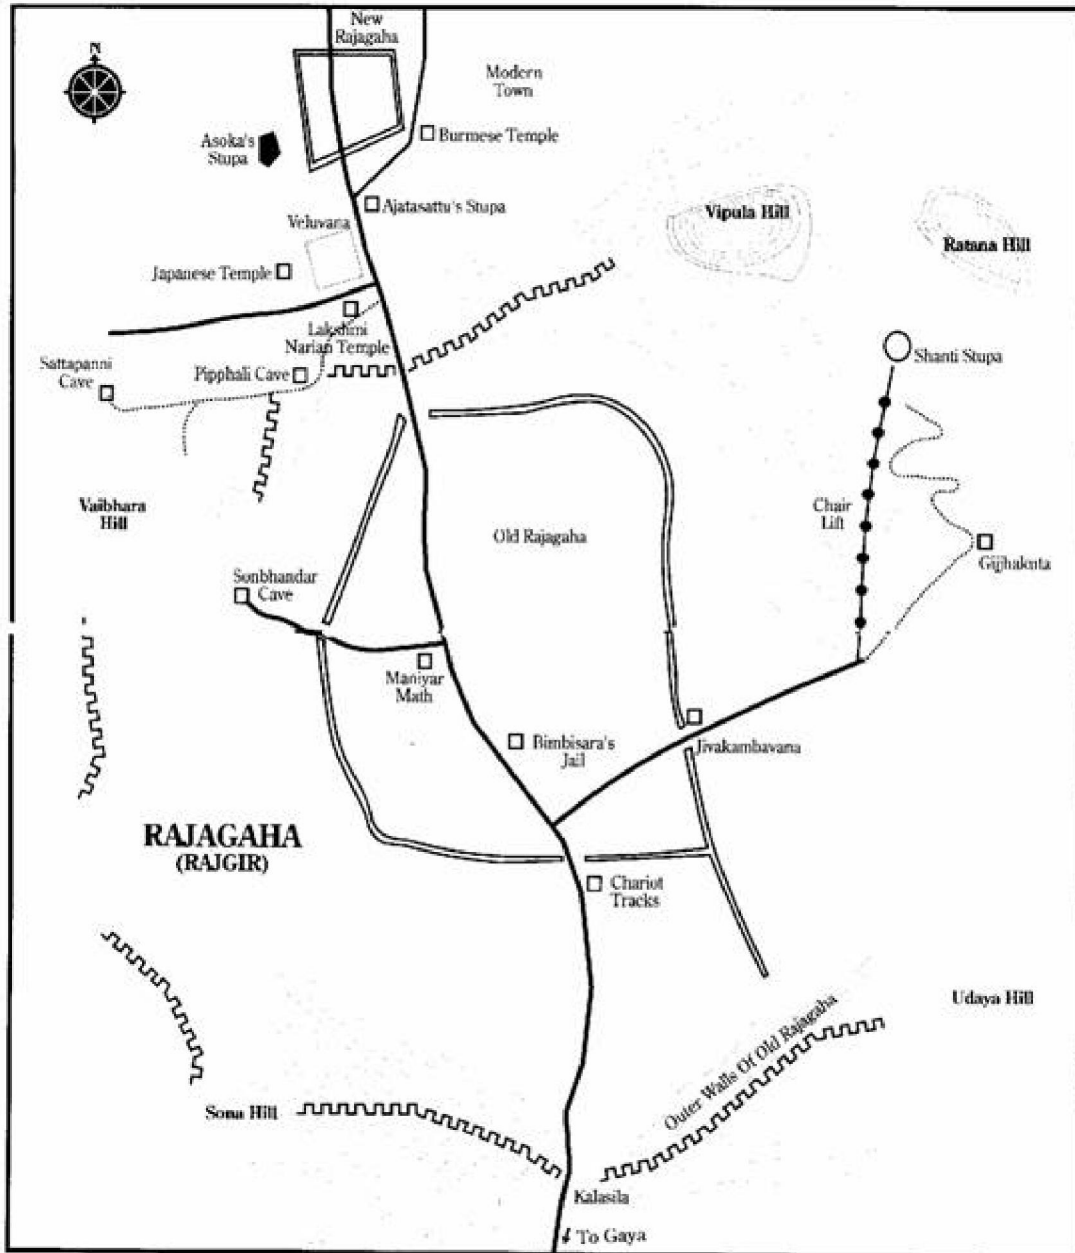 New
Rajagaha
N
Modern
Town
Burmese Temple
Asoka's
Stupa
Ajatasattu's Stupa
Veluvana
Vipula Hill
Ratana Hill
Japanese Temple
Lakshmi
Narian Temple
Shanti Stupa
Sattapanni
Cave
Pipphali Cave
Vaibhara
Hill
Chair
Lift
Old Rajagaha
Gijjhakuta
Sonbhandar
Cave
Maniyar
Math
Bimbisara's
Jail
Jivakambavana
RAJAGAHA
(RAJGIR)
Chariot
Tracks
Udaya Hill
Outer Walls Of Old Rajagaha
Sona Hill
Kalasila
To Gaya